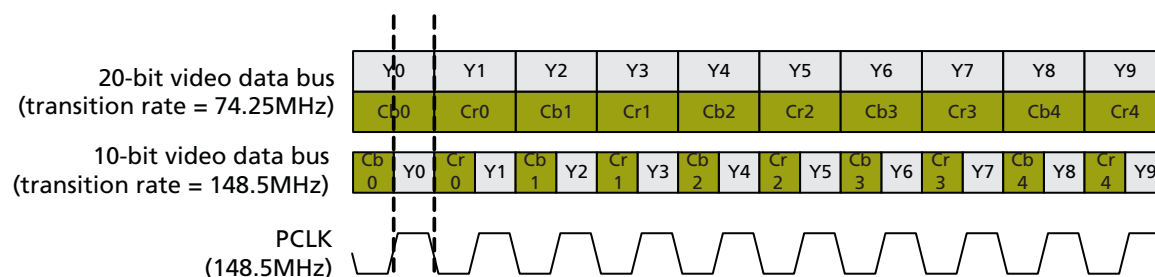 20-bit video data bus
(transition rate = 74.25MHz)
Y0 Y1 Y2 Y3 Y4 Y5 Y6 Y7 Y8 Y9
Cb0 Cr0 Cb1 Cr1 Cb2 Cr2 Cb3 Cr3 Cb4 Cr4
10-bit video data bus
(transition rate = 148.5MHz)
Cb Y0 Cr Y1 Cb Y2 Cr Y3 Cb Y4 Cr Y5 Cb Y6 Cr Y7 Cb Y8 Cr Y9
0 0 1 1 2 2 3 3 4 4
PCLK
(148.5MHz)